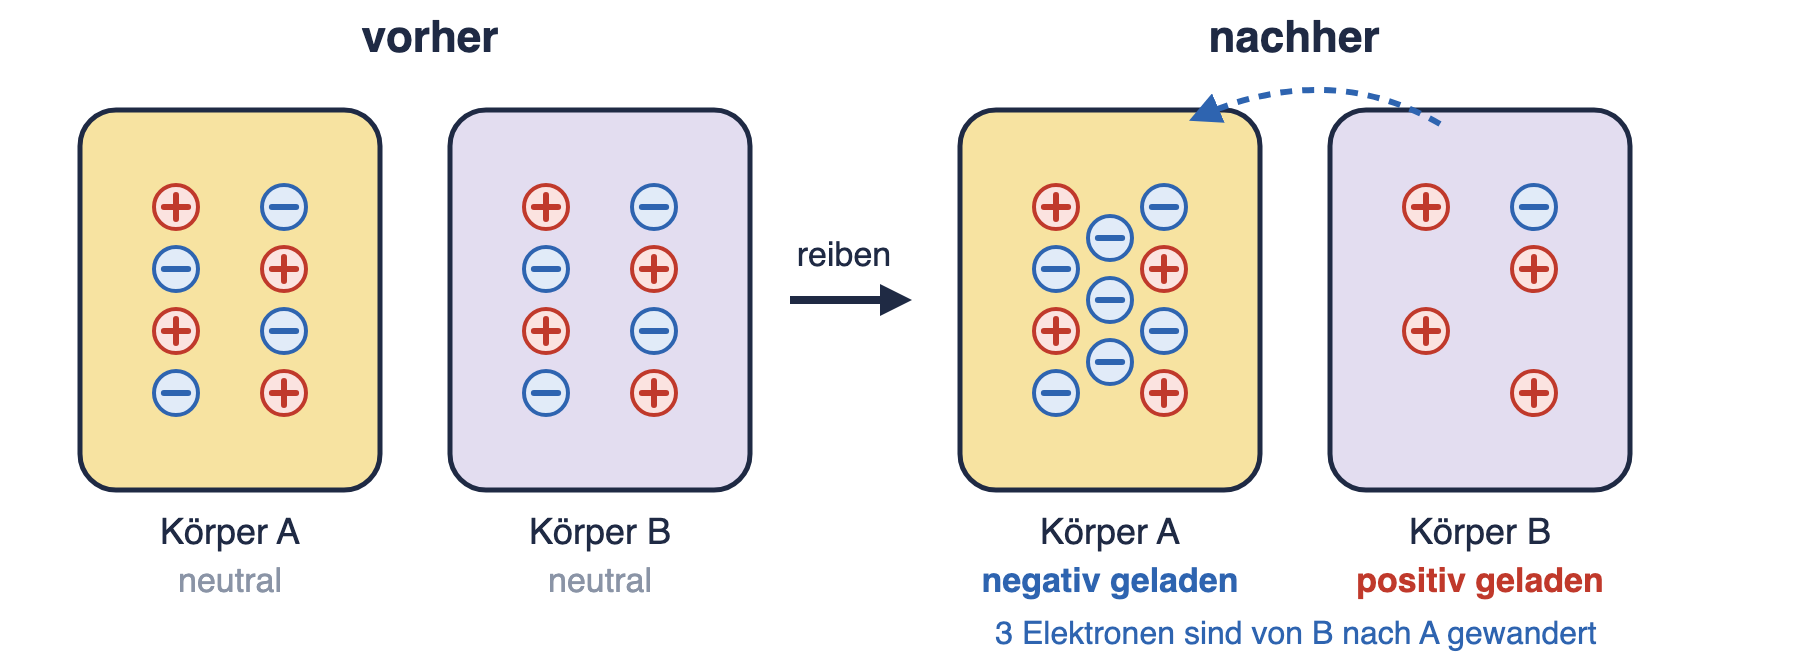 vorher
nachher
reiben
Körper A
neutral
Körper B
neutral
Körper A
negativ geladen
Körper B
positiv geladen
3 Elektronen sind von B nach A gewandert